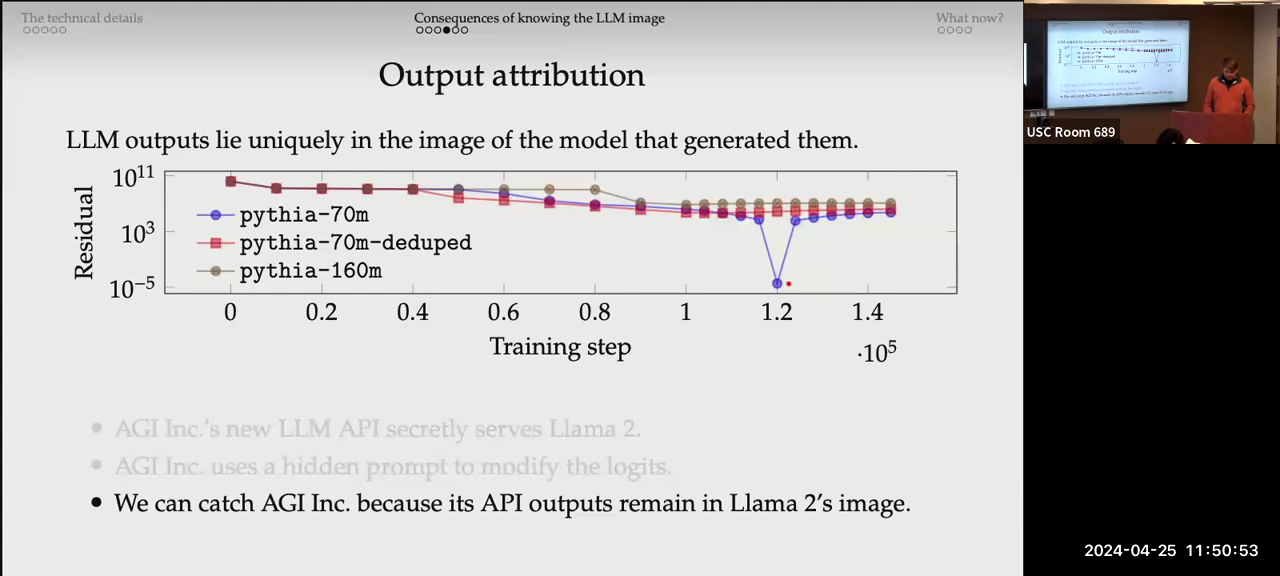 The technical details
Consequences of knowing the LLM image
What now?
Output attribution
LLM outputs lie uniquely in the image of the model that generated them.
10^11
10^3
10^−5
Residual
pythia-70m
pythia-70m-deduped
pythia-160m
0 0.2 0.4 0.6 0.8 1 1.2 1.4
Training step
·10^5
• AGI Inc.'s new LLM API secretly serves Llama 2.
• AGI Inc. uses a hidden prompt to modify the logits.
• We can catch AGI Inc. because its API outputs remain in Llama 2's image.
Output attribution
USC Room 689
2024-04-25 11:50:53